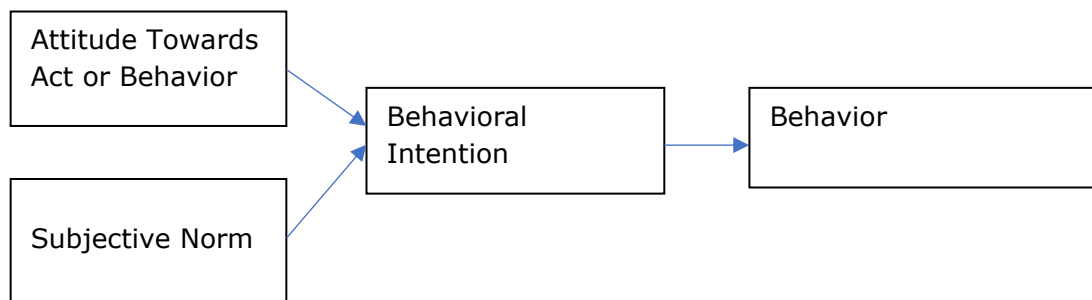 Attitude Towards
Act or Behavior
Behavioral
Intention
Behavior
Subjective Norm